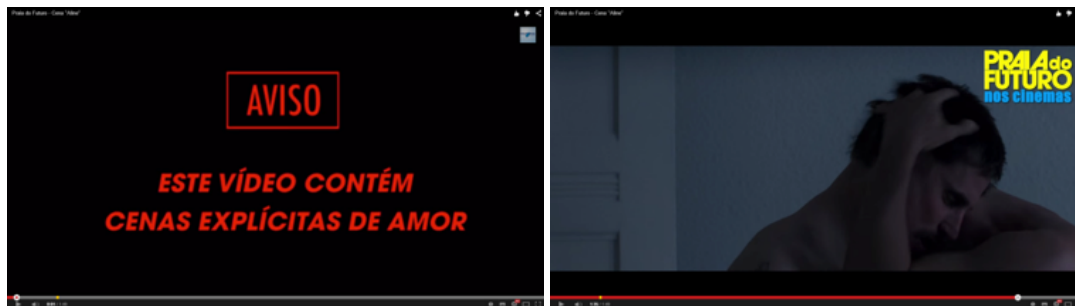 Praia do Futuro - Cena "Aline"
AVISO
ESTE VÍDEO CONTÉM
CENAS EXPLÍCITAS DE AMOR
Praia do Futuro - Cena "Aline"
PRAIA do
FUTURO
nos cinemas